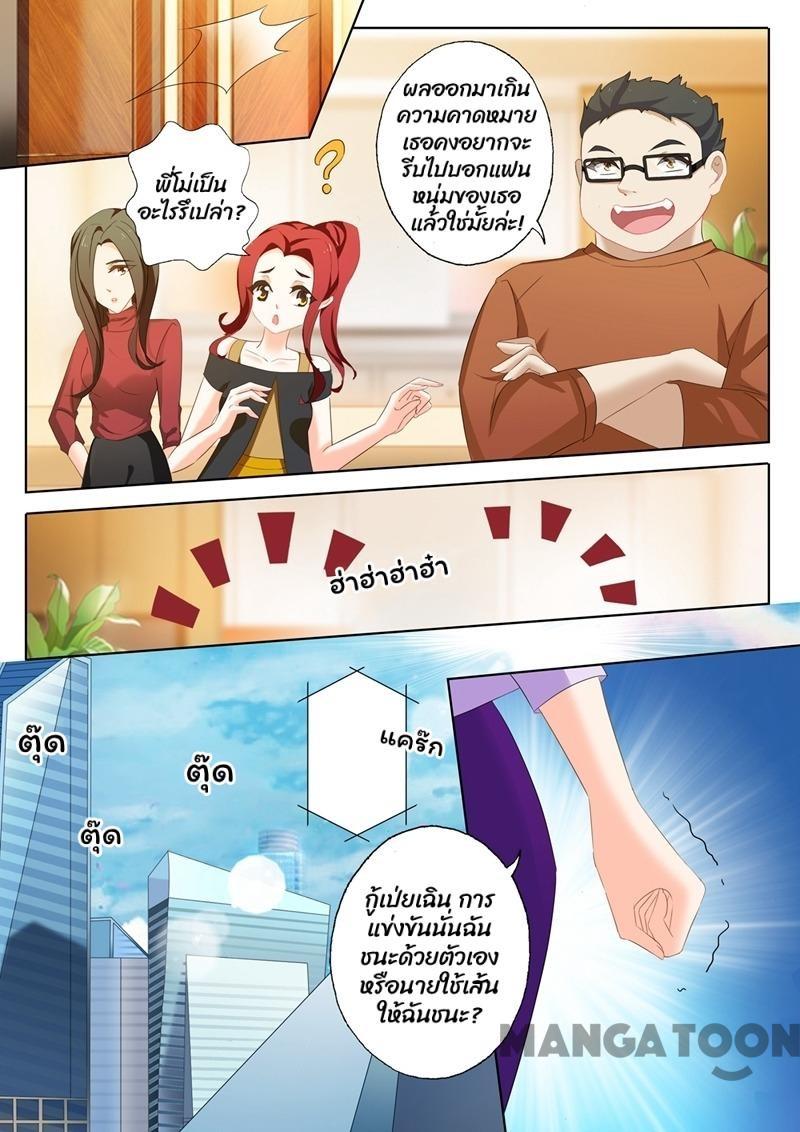 ผลออกมาเกิน
ความคาดหมาย
เธอคงอยากจะ
รีบไปบอกแฟน
หนุ่มของเธอ
แล้วใช่มั้ยล่ะ!
พี่โม่เป็น
อะไรรึเปล่า?
?
ฮ่าฮ่าฮ่าฮ่า
ตุ๊ด
ตุ๊ด
ตุ๊ด
แคร๊ก
กู้เป่ยเฉิน การ
แข่งขันนั่นฉัน
ชนะด้วยตัวเอง
หรือนายใช้เส้น
ให้ฉันชนะ?
MANGATOON